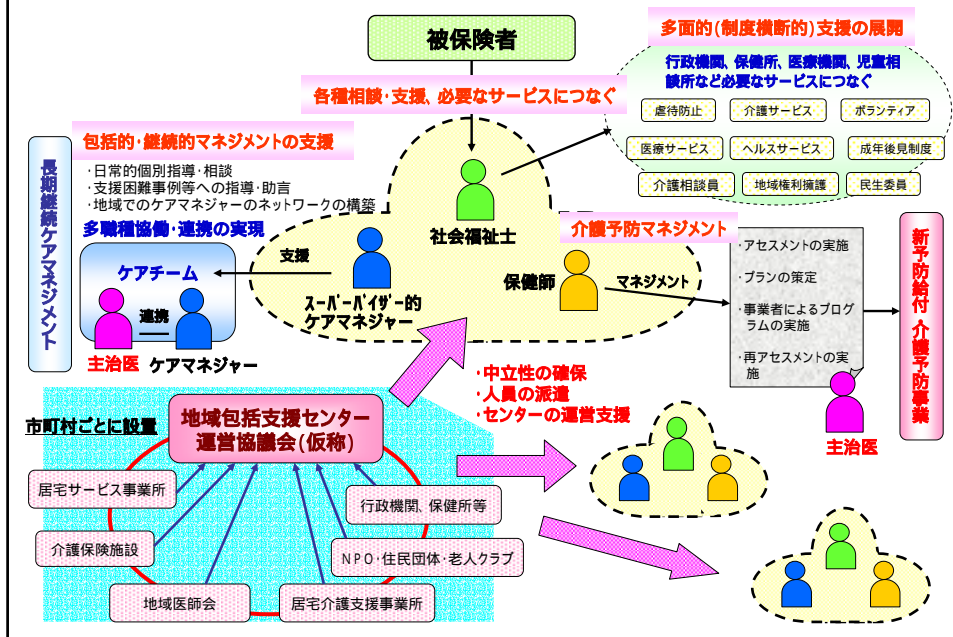 被保険者
多面的(制度横断的)支援の展開
行政機関、保健所、医療機関、児童相
談所など必要なサービスにつなぐ
虐待防止
介護サービス
ボランティア
医療サービス
ヘルスサービス
成年後見制度
介護相談員
地域権利擁護
民生委員
各種相談・支援、必要なサービスにつなぐ
包括的・継続的マネジメントの支援
・日常的個別指導・相談
・支援困難事例等への指導・助言
・地域でのケアマネジャーのネットワークの構築
多職種協働・連携の実現
長期継続ケアマネジメント
ケアチーム
連携
主治医
ケアマネジャー
支援
スーパーバイザー的
ケアマネジャー
社会福祉士
介護予防マネジメント
保健師
マネジメント
・アセスメントの実施
・プランの策定
・事業者によるプログ
ラムの実施
・再アセスメントの実
施
主治医
新予防給付・介護予防事業
・中立性の確保
・人員の派遣
・センターの運営支援
市町村ごとに設置
地域包括支援センター
運営協議会(仮称)
居宅サービス事業所
介護保険施設
地域医師会
居宅介護支援事業所
NPO・住民団体・老人クラブ
行政機関、保健所等